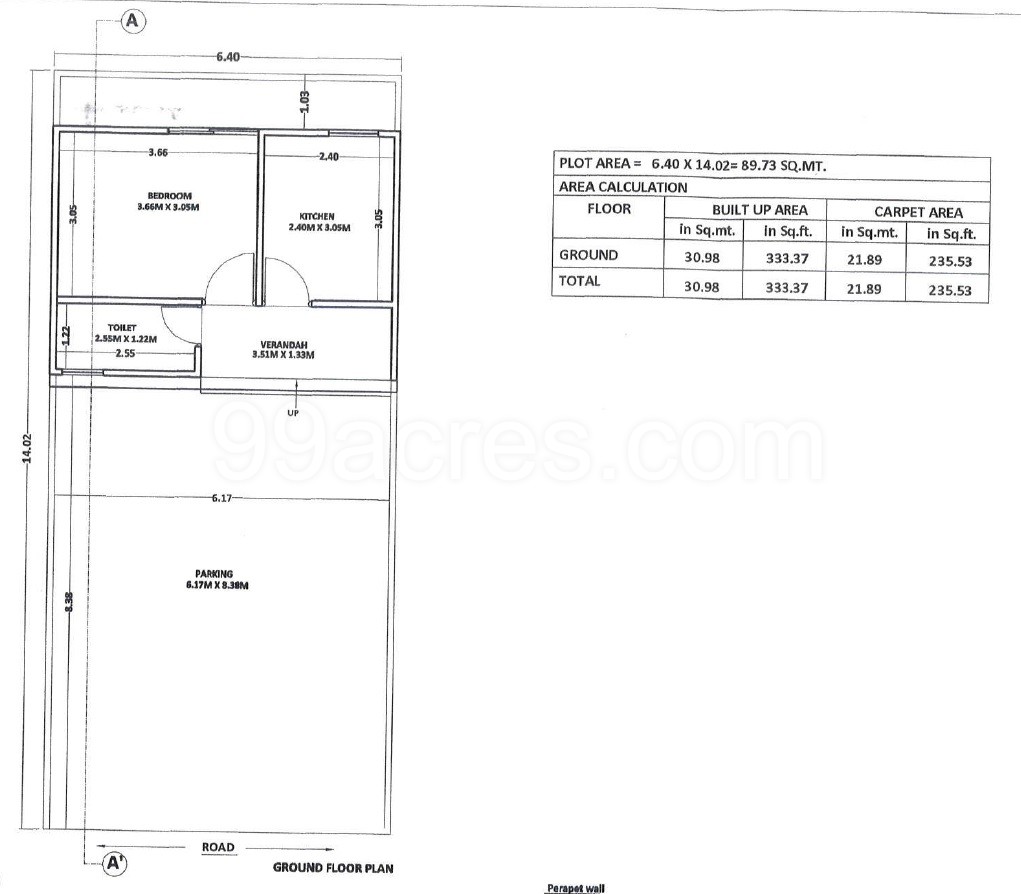 A
6.40
1.03
3.66
2.40
BEDROOM
3.66M X 3.05M
3.05
KITCHEN
2.40M X 3.05M
3.05
TOILET
2.55M X 1.22M
2.55
1.22
VERANDAH
3.51M X 1.33M
UP
14.02
6.17
PARKING
6.17M X 8.38M
8.38
ROAD
A'
GROUND FLOOR PLAN
PLOT AREA = 6.40 X 14.02= 89.73 SQ.MT.
AREA CALCULATION
FLOOR BUILT UP AREA CARPET AREA
in Sq.mt. in Sq.ft. in Sq.mt. in Sq.ft.
GROUND 30.98 333.37 21.89 235.53
TOTAL 30.98 333.37 21.89 235.53
99acres.com
Perapet wall